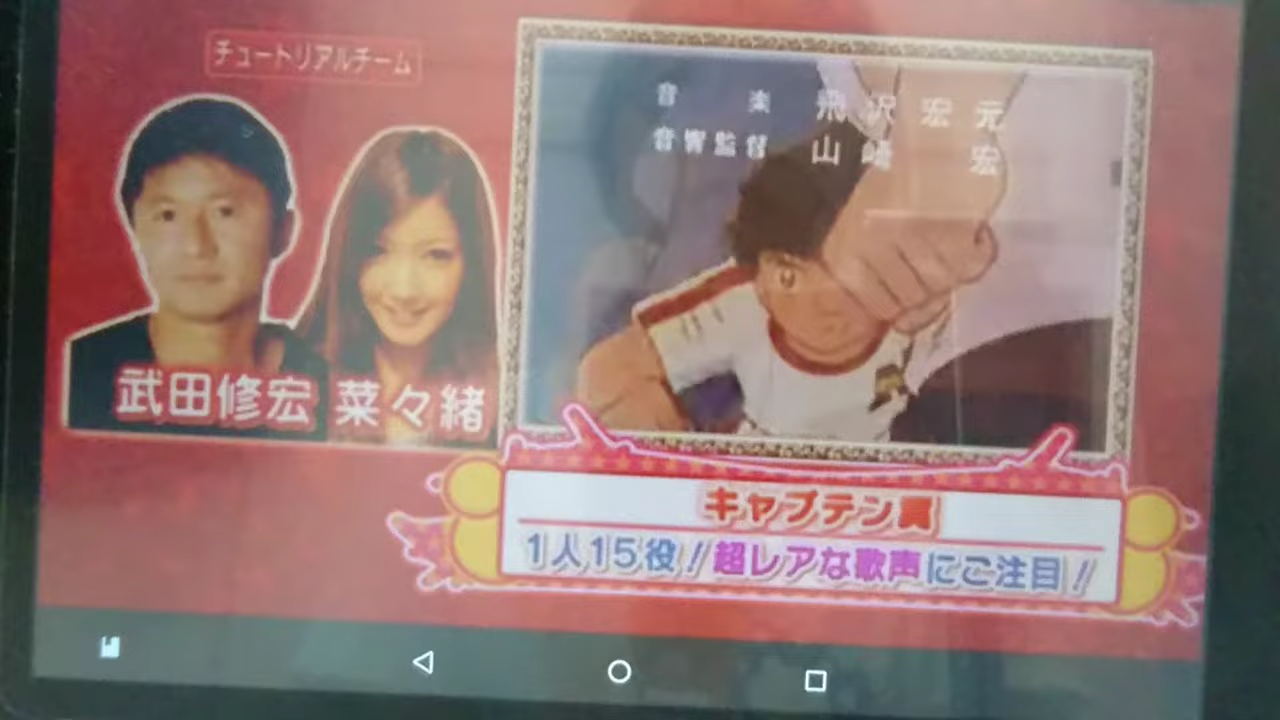 チュートリアルチーム
音楽 飛沢宏元
音響監督 山崎宏
武田修宏 菜々緒
キャプテン翼
1人15役!超レアな歌声にご注目!